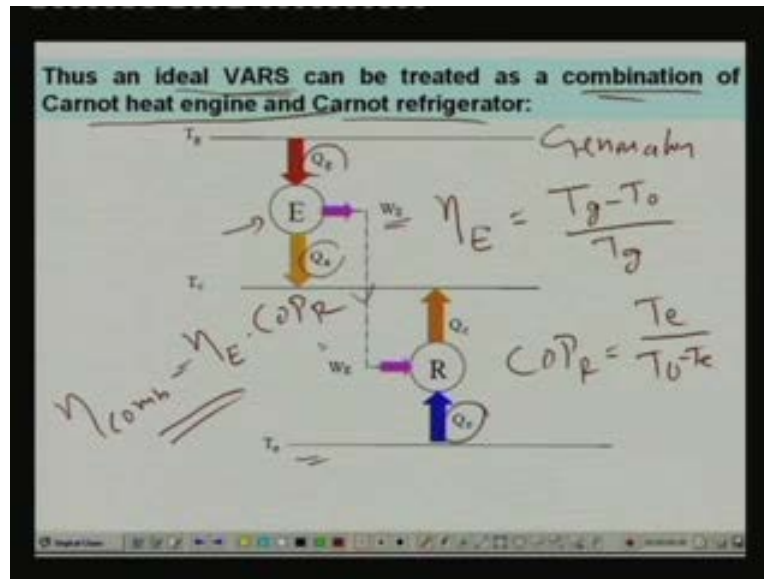 Thus an ideal VARS can be treated as a combination of
Carnot heat engine and Carnot refrigerator:
Tg
Generator
Qg
E
WE
= ηE = Tg-To / Tg
Qa
Tc
ηcomb = ηE . COPR
Qc
WE
R
COPR = Te / To-Te
Qe
Te